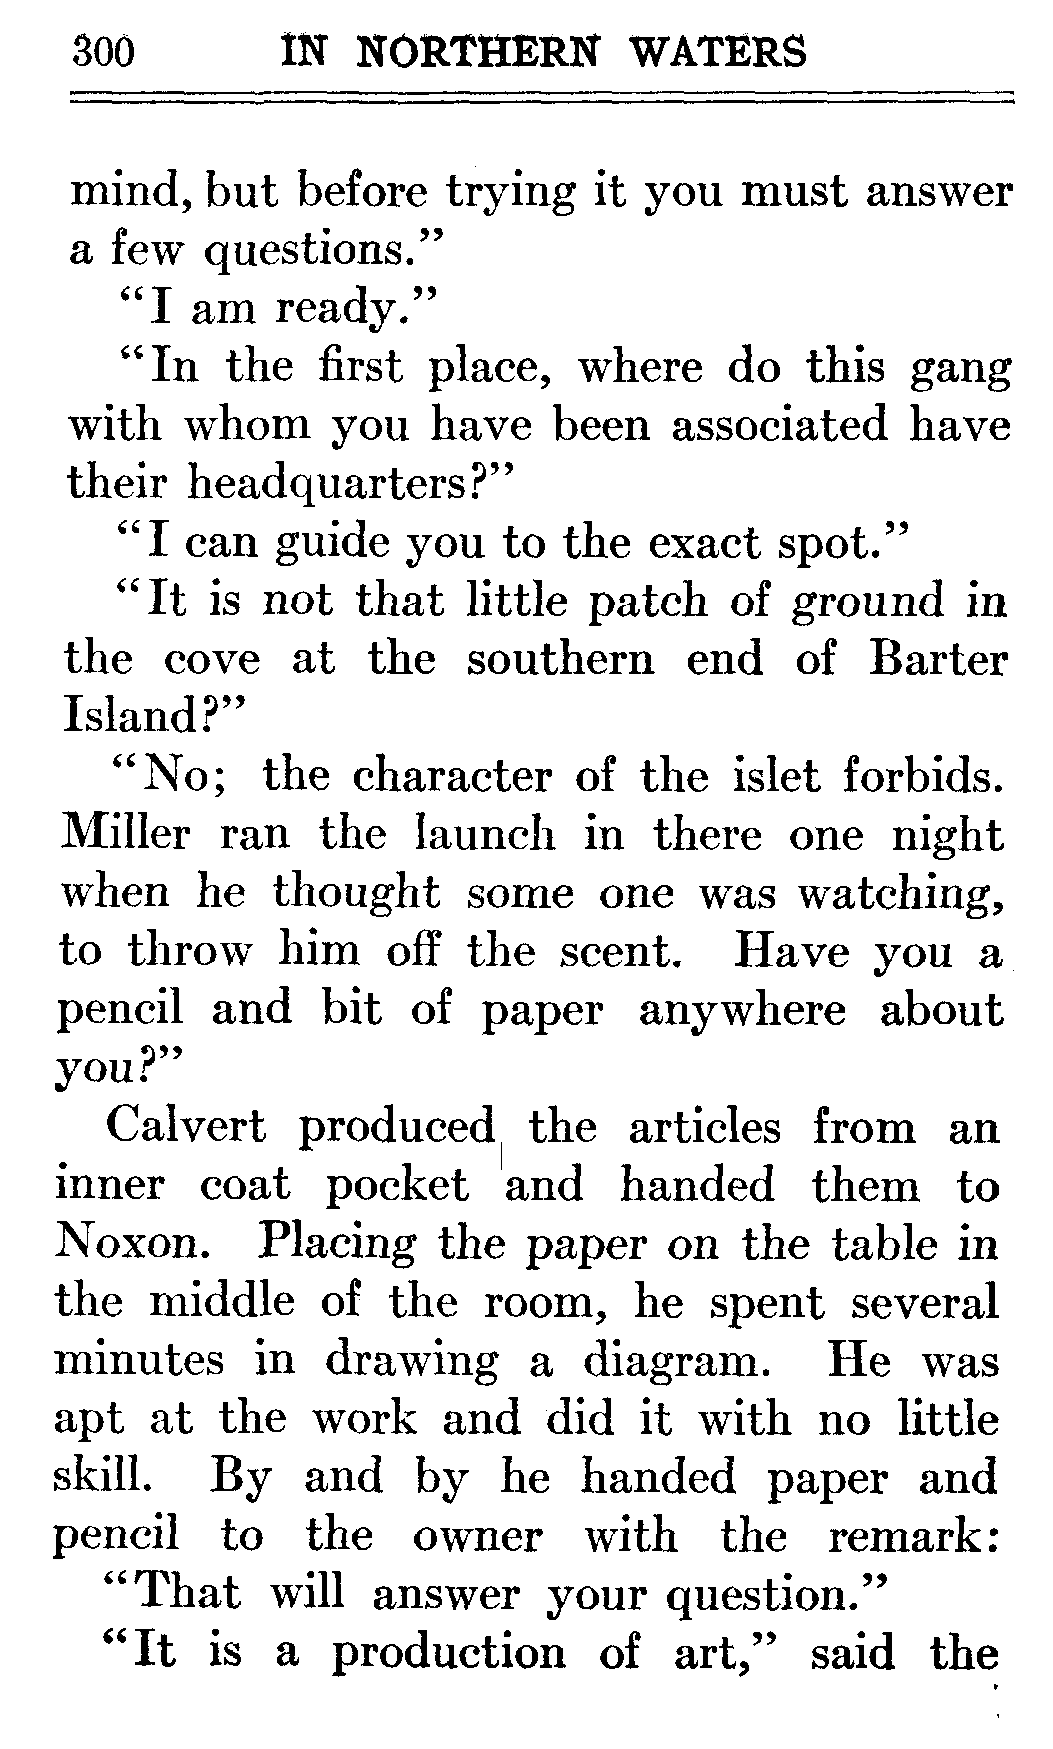 300 IN NORTHERN WATERS
mind, but before trying it you must answer
a few questions."
"I am ready."
"In the first place, where do this gang
with whom you have been associated have
their headquarters?"
"I can guide you to the exact spot."
"It is not that little patch of ground in
the cove at the southern end of Barter
Island?"
"No; the character of the islet forbids.
Miller ran the launch in there one night
when he thought some one was watching,
to throw him off the scent. Have you a
pencil and bit of paper anywhere about
you?"
Calvert produced the articles from an
inner coat pocket and handed them to
Noxon. Placing the paper on the table in
the middle of the room, he spent several
minutes in drawing a diagram. He was
apt at the work and did it with no little
skill. By and by he handed paper and
pencil to the owner with the remark:
"That will answer your question."
"It is a production of art," said the